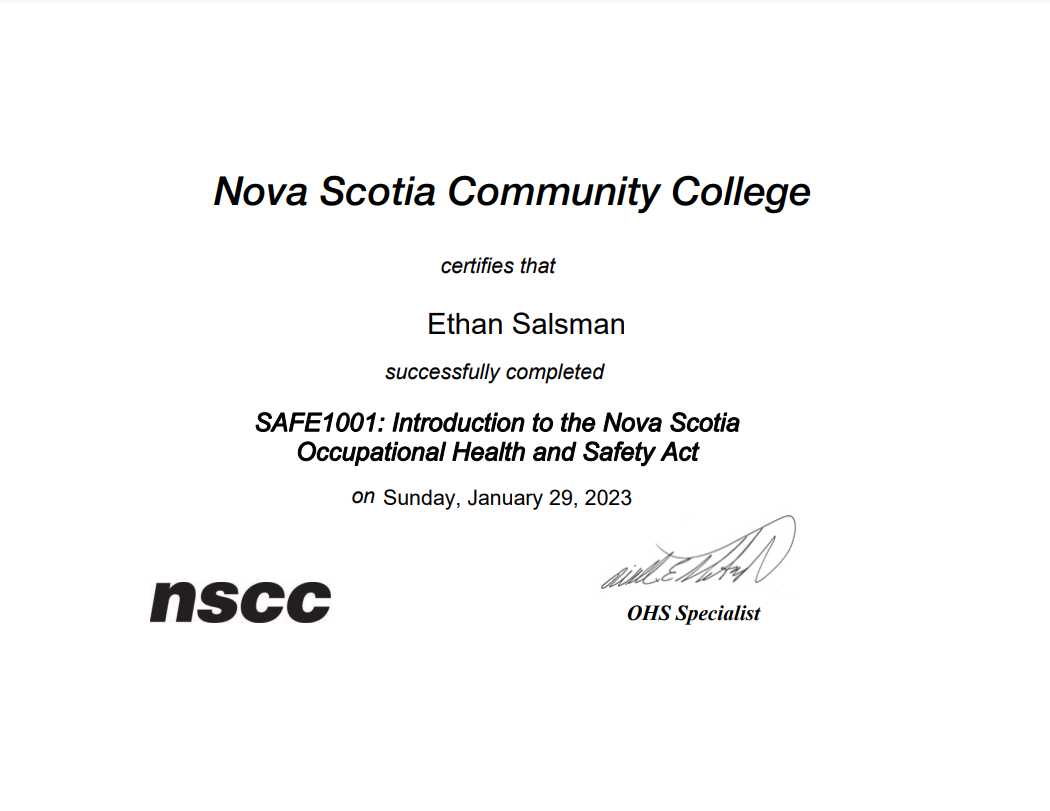 Nova Scotia Community College
certifies that
Ethan Salsman
successfully completed
SAFE1001: Introduction to the Nova Scotia
Occupational Health and Safety Act
on Sunday, January 29, 2023
nscc
OHS Specialist